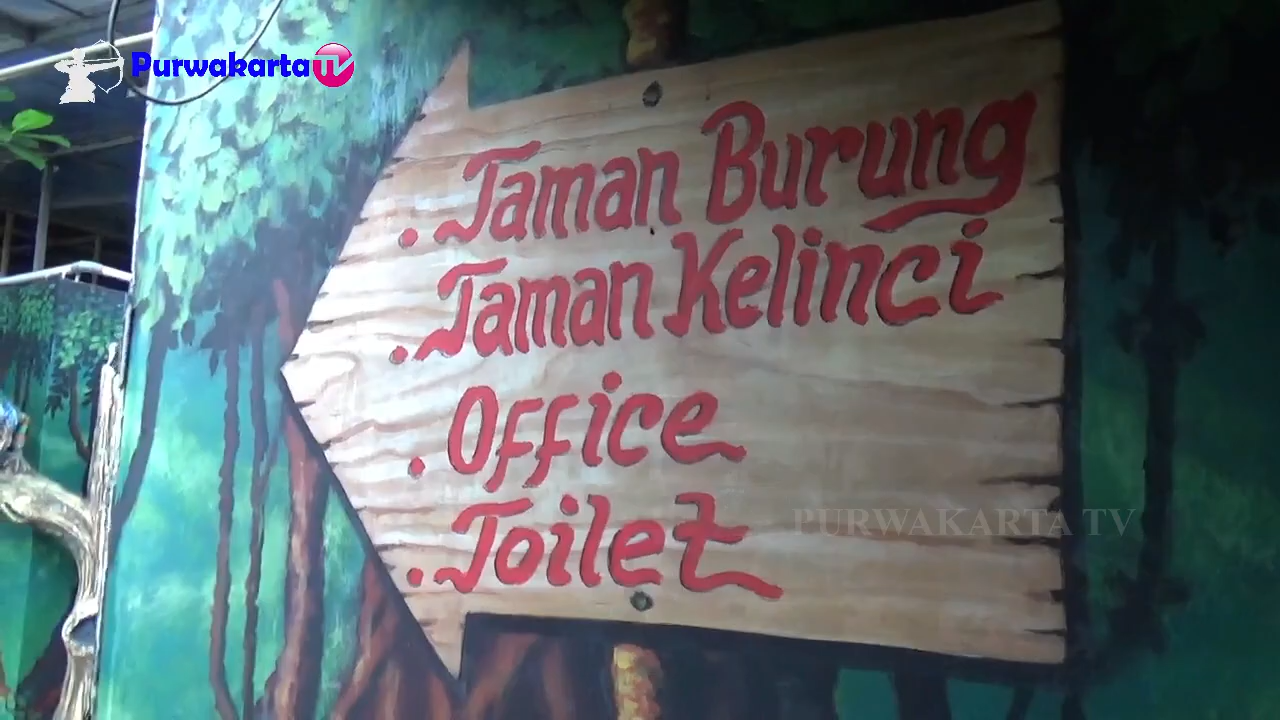 Purwakarta TV
. Taman Burung
. Taman Kelinci
. Office
. Toilet
PURWAKARTA TV